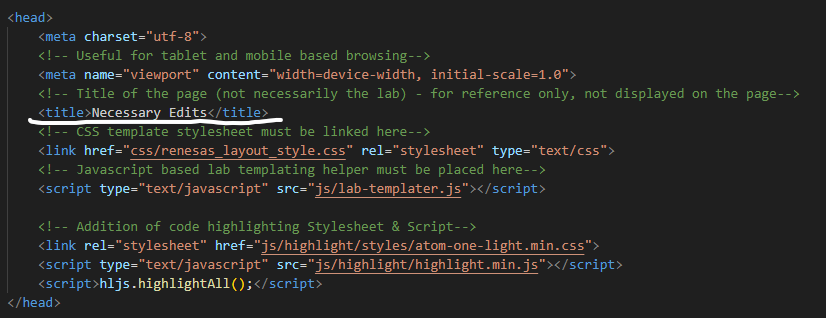 <head>
<meta charset="utf-8">
<!-- Useful for tablet and mobile based browsing-->
<meta name="viewport" content="width=device-width, initial-scale=1.0">
<!-- Title of the page (not necessarily the lab) - for reference only, not displayed on the page-->
<title>Necessary Edits</title>
<!-- CSS template stylesheet must be linked here-->
<link href="css/renesas_layout_style.css" rel="stylesheet" type="text/css">
<!-- Javascript based lab templating helper must be placed here-->
<script type="text/javascript" src="js/lab-templater.js"></script>
<!-- Addition of code highlighting Stylesheet & Script-->
<link rel="stylesheet" href="js/highlight/styles/atom-one-light.min.css">
<script type="text/javascript" src="js/highlight/highlight.min.js"></script>
<script>hljs.highlightAll();</script>
</head>